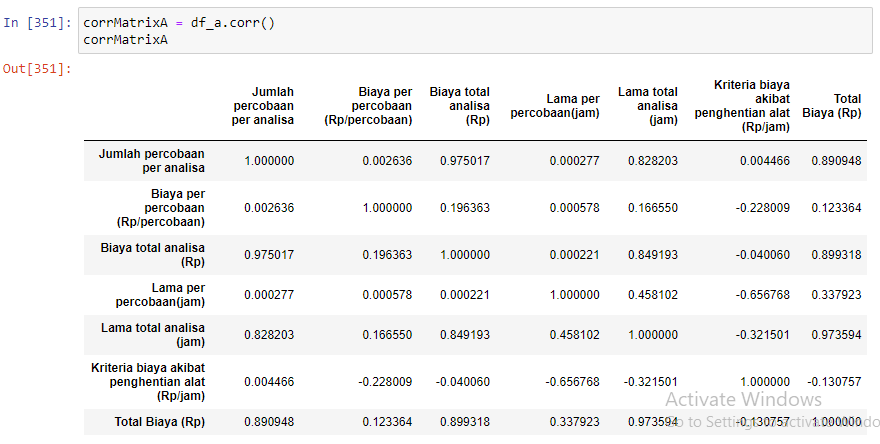 In [351]: corrMatrixA = df_a.corr()
corrMatrixA
Out[351]:
Jumlah percobaan per analisa Biaya per percobaan (Rp/percobaan) Biaya total analisa (Rp) Lama per percobaan(jam) Lama total analisa (jam) Kriteria biaya akibat penghentian alat (Rp/jam) Total Biaya (Rp)
Jumlah percobaan per analisa 1.000000 0.002636 0.975017 0.000277 0.828203 0.004466 0.890948
Biaya per percobaan (Rp/percobaan) 0.002636 1.000000 0.196363 0.000578 0.166550 -0.228009 0.123364
Biaya total analisa (Rp) 0.975017 0.196363 1.000000 0.000221 0.849193 -0.040060 0.899318
Lama per percobaan(jam) 0.000277 0.000578 0.000221 1.000000 0.458102 -0.656768 0.337923
Lama total analisa (jam) 0.828203 0.166550 0.849193 0.458102 1.000000 -0.321501 0.973594
Kriteria biaya akibat penghentian alat (Rp/jam) 0.004466 -0.228009 -0.040060 -0.656768 -0.321501 1.000000 -0.130757
Total Biaya (Rp) 0.890948 0.123364 0.899318 0.337923 0.973594 -0.130757 1.000000
Activate Windows
Go to Settings to activate Windo